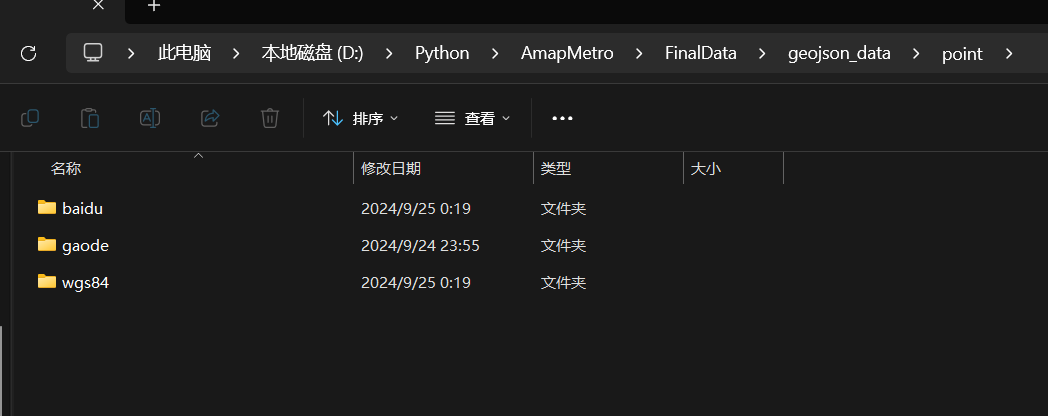 此电脑 本地磁盘 (D:) Python AmapMetro FinalData geojson_data point
排序 查看
名称 修改日期 类型 大小
baidu 2024/9/25 0:19 文件夹
gaode 2024/9/24 23:55 文件夹
wgs84 2024/9/25 0:19 文件夹